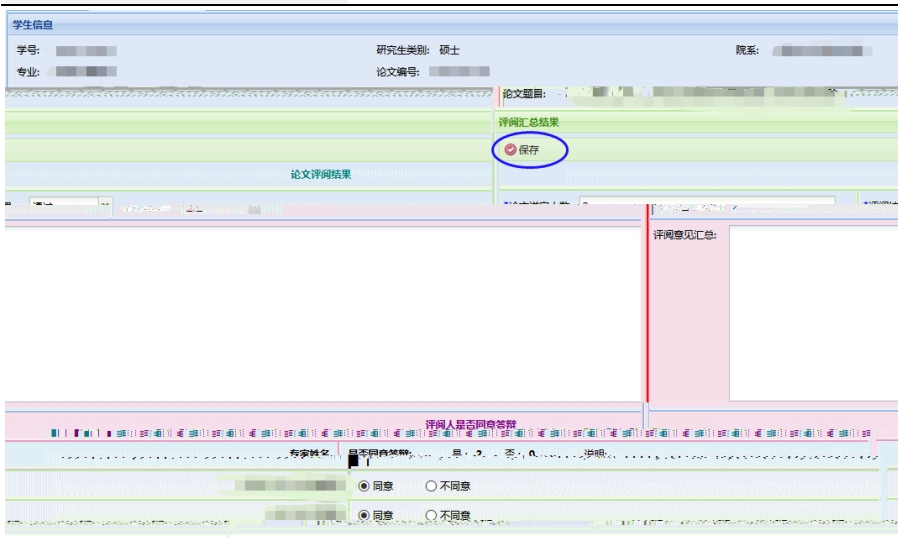 学生信息
学号: 研究生类别: 硕士 院系:
专业: 论文编号:
论文题目:
评阅汇总结果
保存
论文评阅结果
评阅意见汇总:
评阅人是否同意答辩
专家姓名 是否同意答辩: 是: 2, 否: 0, 说明:
同意 不同意
同意 不同意